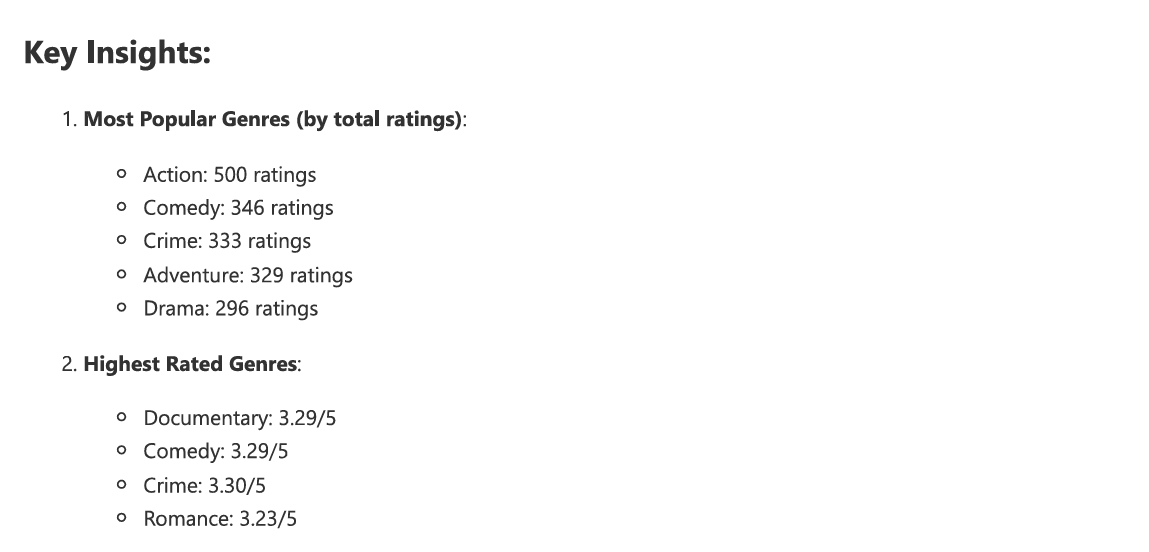 Key Insights:
1. Most Popular Genres (by total ratings):
Action: 500 ratings
Comedy: 346 ratings
Crime: 333 ratings
Adventure: 329 ratings
Drama: 296 ratings
2. Highest Rated Genres:
Documentary: 3.29/5
Comedy: 3.29/5
Crime: 3.30/5
Romance: 3.23/5